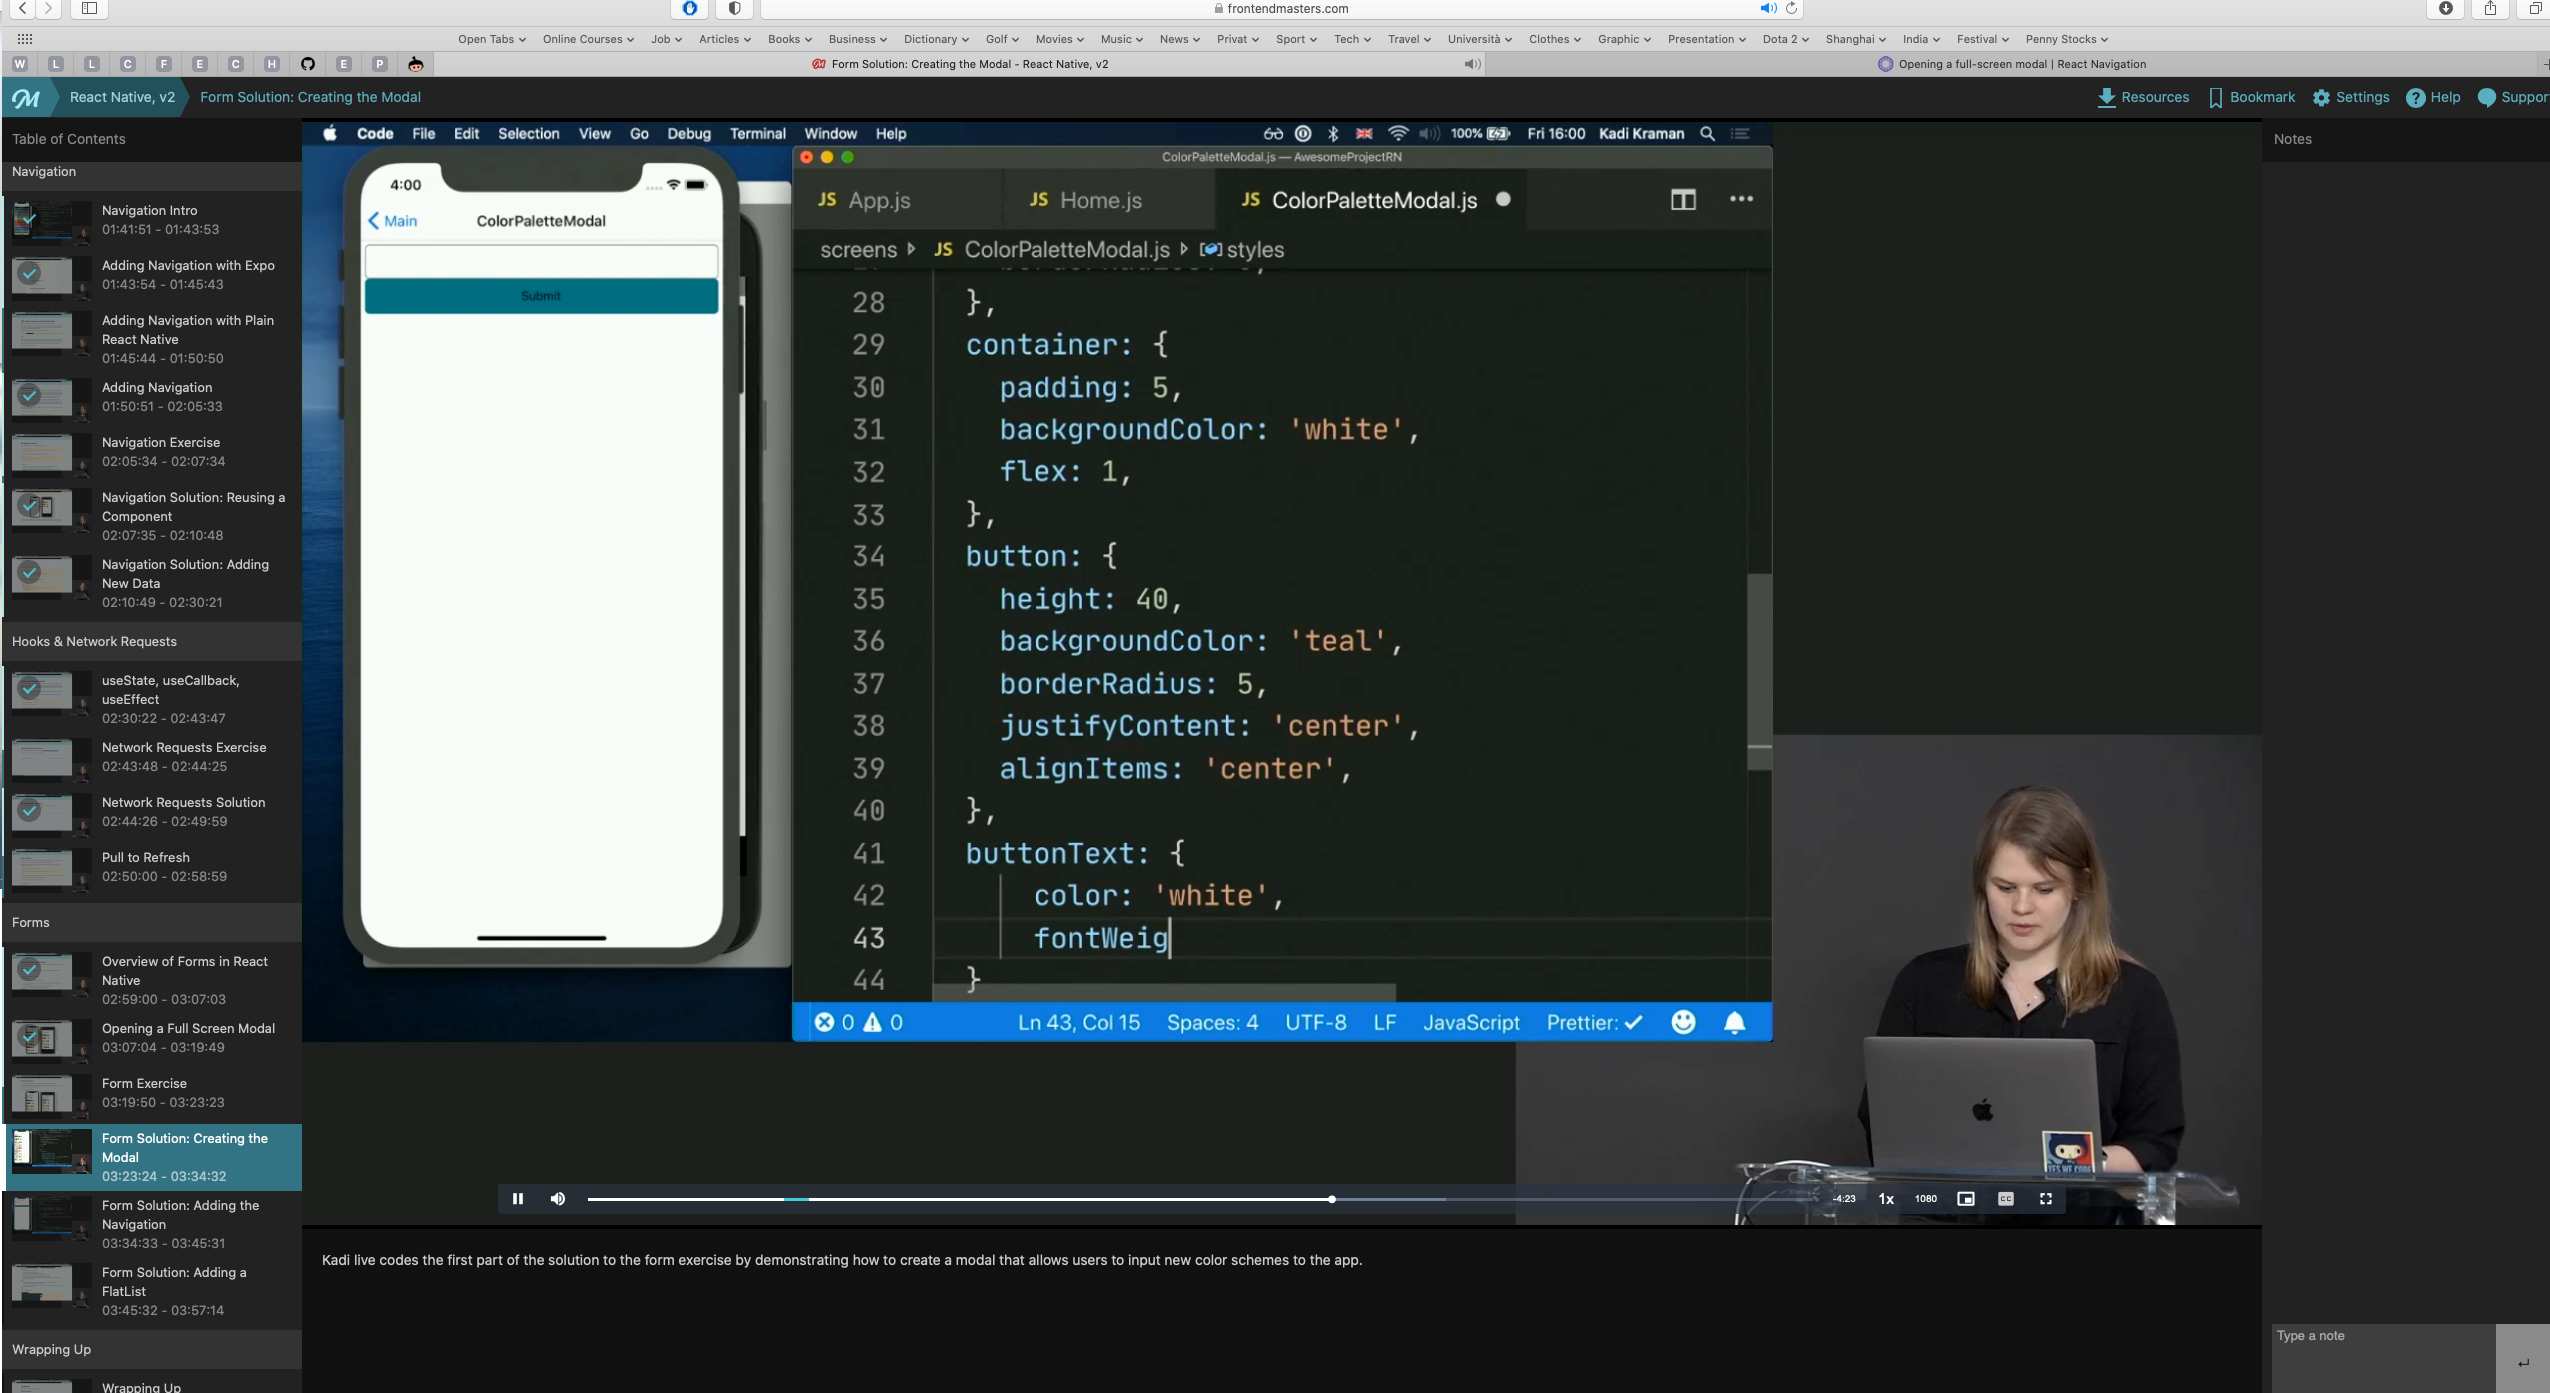 frontendmasters.com
Open Tabs Online Courses Job Articles Books Business Dictionary Golf Movies Music News Privat Sport Tech Travel Università Clothes Graphic Presentation Dota 2 Shanghai India Festival Penny Stocks
W L L C F E C H E P
Form Solution: Creating the Modal - React Native, v2
Opening a full-screen modal | React Navigation
M React Native, v2 Form Solution: Creating the Modal
Resources Bookmark Settings Help Suppor
Table of Contents
Navigation
Navigation Intro
01:41:51 - 01:43:53
Adding Navigation with Expo
01:43:54 - 01:45:43
Adding Navigation with Plain
React Native
01:45:44 - 01:50:50
Adding Navigation
01:50:51 - 02:05:33
Navigation Exercise
02:05:34 - 02:07:34
Navigation Solution: Reusing a
Component
02:07:35 - 02:10:48
Navigation Solution: Adding
New Data
02:10:49 - 02:30:21
Hooks & Network Requests
useState, useCallback,
useEffect
02:30:22 - 02:43:47
Network Requests Exercise
02:43:48 - 02:44:25
Network Requests Solution
02:44:26 - 02:49:59
Pull to Refresh
02:50:00 - 02:58:59
Forms
Overview of Forms in React
Native
02:59:00 - 03:07:03
Opening a Full Screen Modal
03:07:04 - 03:19:49
Form Exercise
03:19:50 - 03:23:23
Form Solution: Creating the
Modal
03:23:24 - 03:34:32
Form Solution: Adding the
Navigation
03:34:33 - 03:45:31
Form Solution: Adding a
FlatList
03:45:32 - 03:57:14
Wrapping Up
Wrapping Up
Code File Edit Selection View Go Debug Terminal Window Help
100% Fri 16:00 Kadi Kraman
4:00
Main ColorPaletteModal
Submit
ColorPaletteModal.js — AwesomeProjectRN
JS App.js JS Home.js JS ColorPaletteModal.js
screens JS ColorPaletteModal.js styles
28 },
29 container: {
30 padding: 5,
31 backgroundColor: 'white',
32 flex: 1,
33 },
34 button: {
35 height: 40,
36 backgroundColor: 'teal',
37 borderRadius: 5,
38 justifyContent: 'center',
39 alignItems: 'center',
40 },
41 buttonText: {
42 color: 'white',
43 fontWeig
44 }
0 0 Ln 43, Col 15 Spaces: 4 UTF-8 LF JavaScript Prettier: ✓
YES WE CODE
-4:23 1x 1080 CC
Kadi live codes the first part of the solution to the form exercise by demonstrating how to create a modal that allows users to input new color schemes to the app.
Notes
Type a note